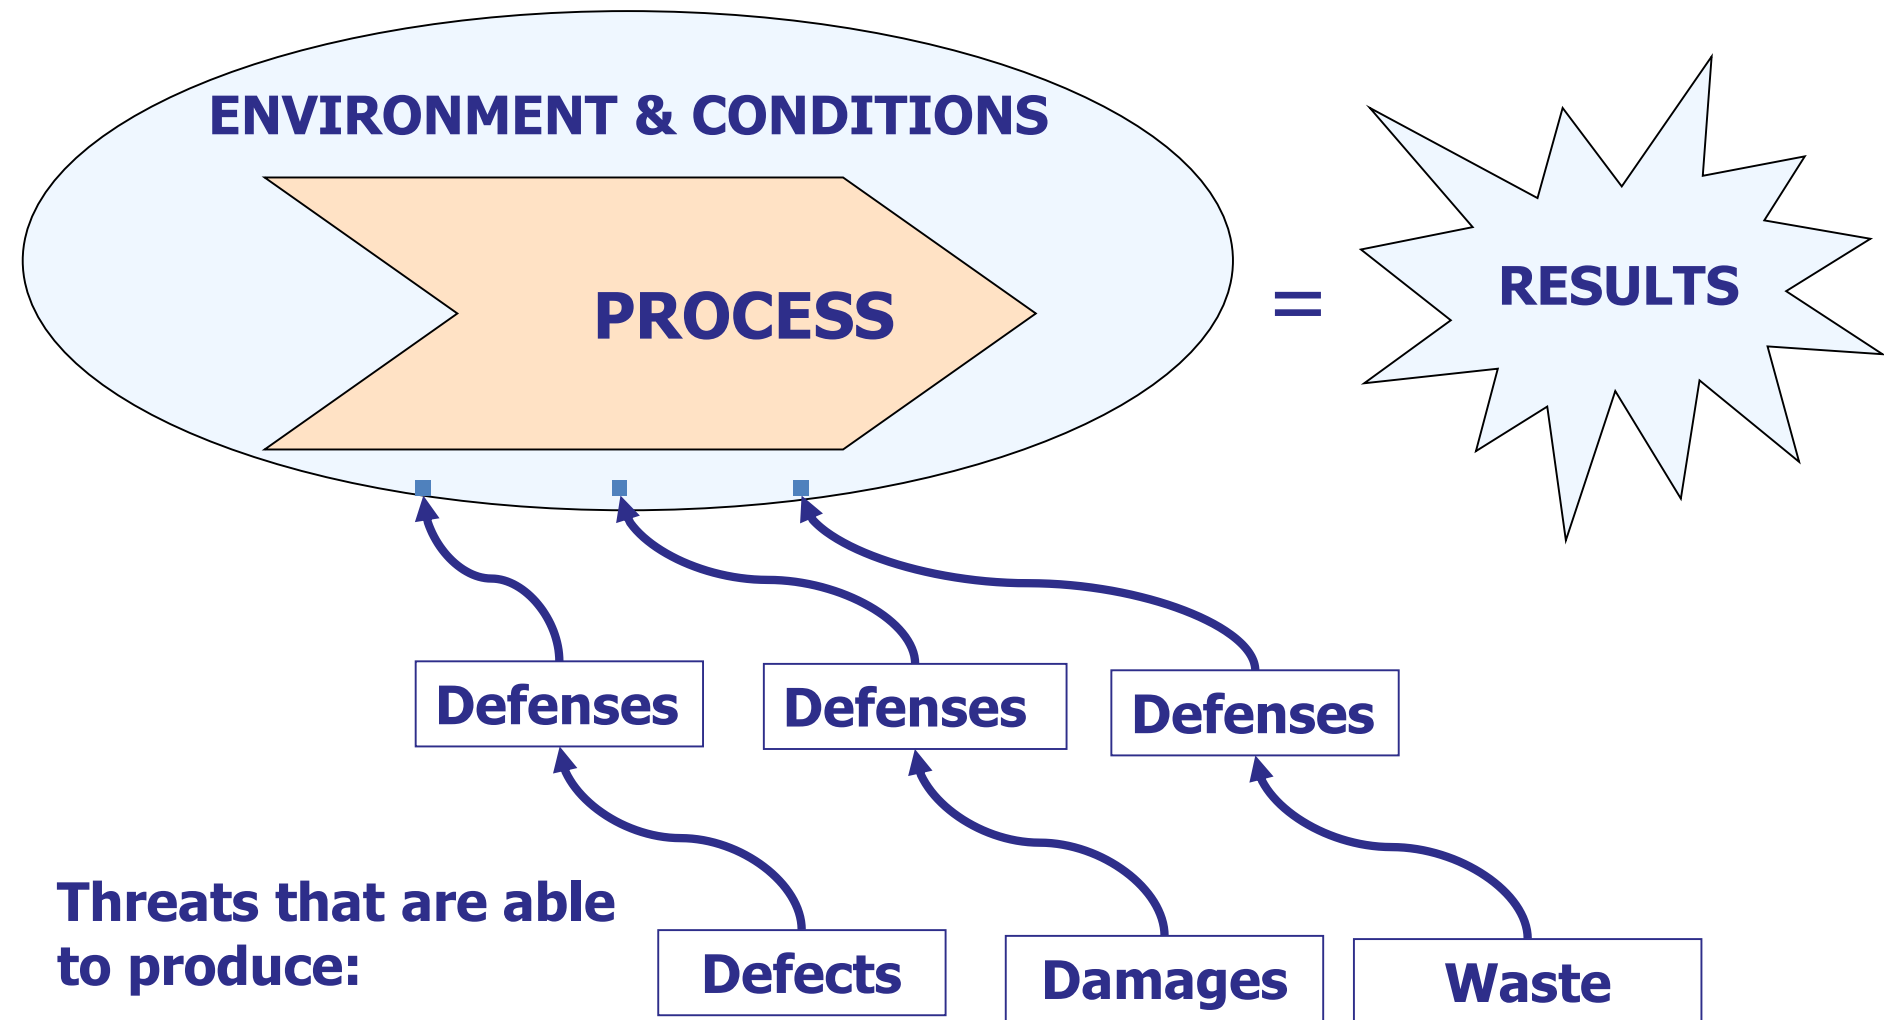 ENVIRONMENT & CONDITIONS
PROCESS
=
RESULTS
Defenses
Defenses
Defenses
Threats that are able
to produce:
Defects
Damages
Waste